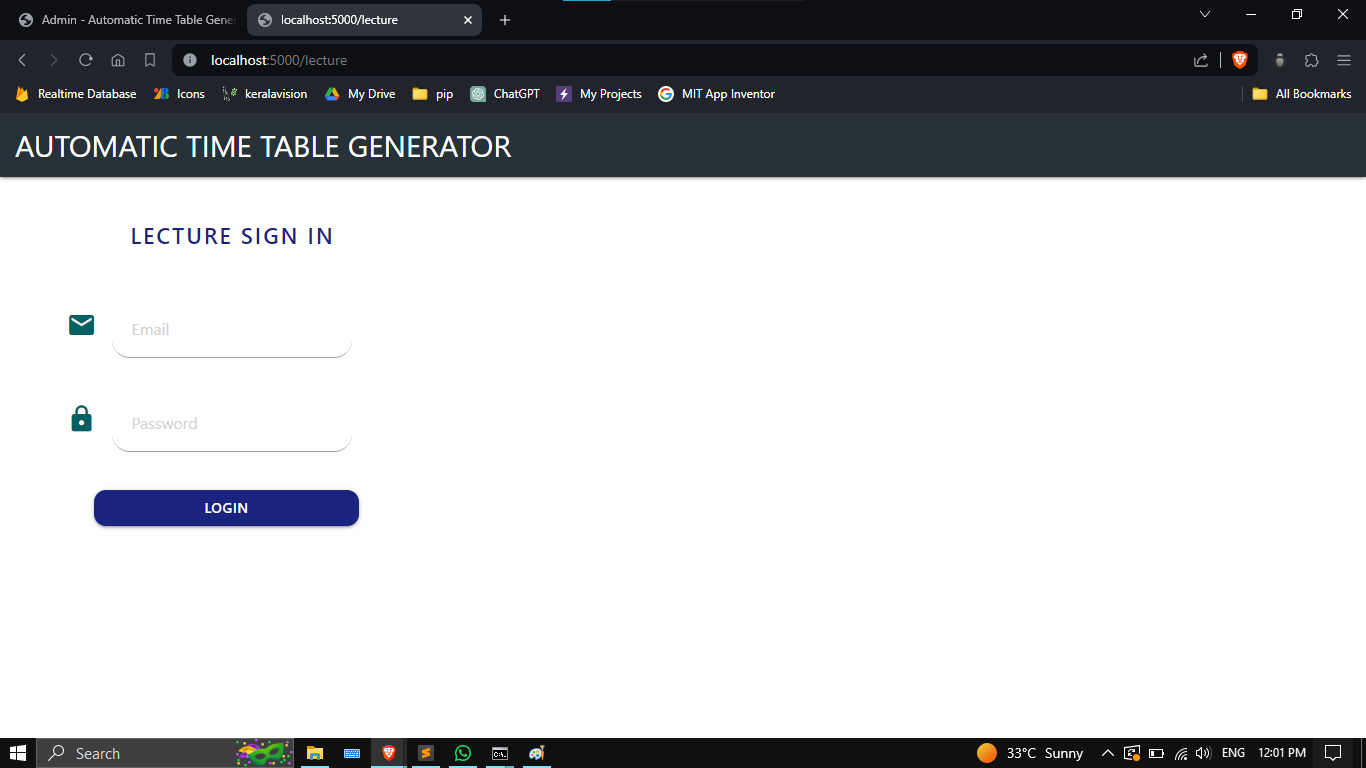 Admin - Automatic Time Table Gener
localhost:5000/lecture
localhost:5000/lecture
Realtime Database
Icons
keralavision
My Drive
pip
ChatGPT
My Projects
MIT App Inventor
All Bookmarks
AUTOMATIC TIME TABLE GENERATOR
LECTURE SIGN IN
Email
Password
LOGIN
Search
33°C Sunny
ENG
12:01 PM